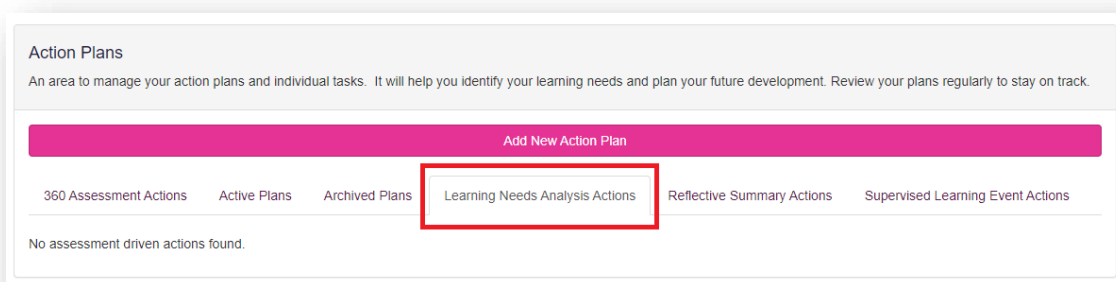 Action Plans
An area to manage your action plans and individual tasks.  It will help you identify your learning needs and plan your future development. Review your plans regularly to stay on track.
Add New Action Plan
360 Assessment Actions Active Plans Archived Plans Learning Needs Analysis Actions Reflective Summary Actions Supervised Learning Event Actions
No assessment driven actions found.